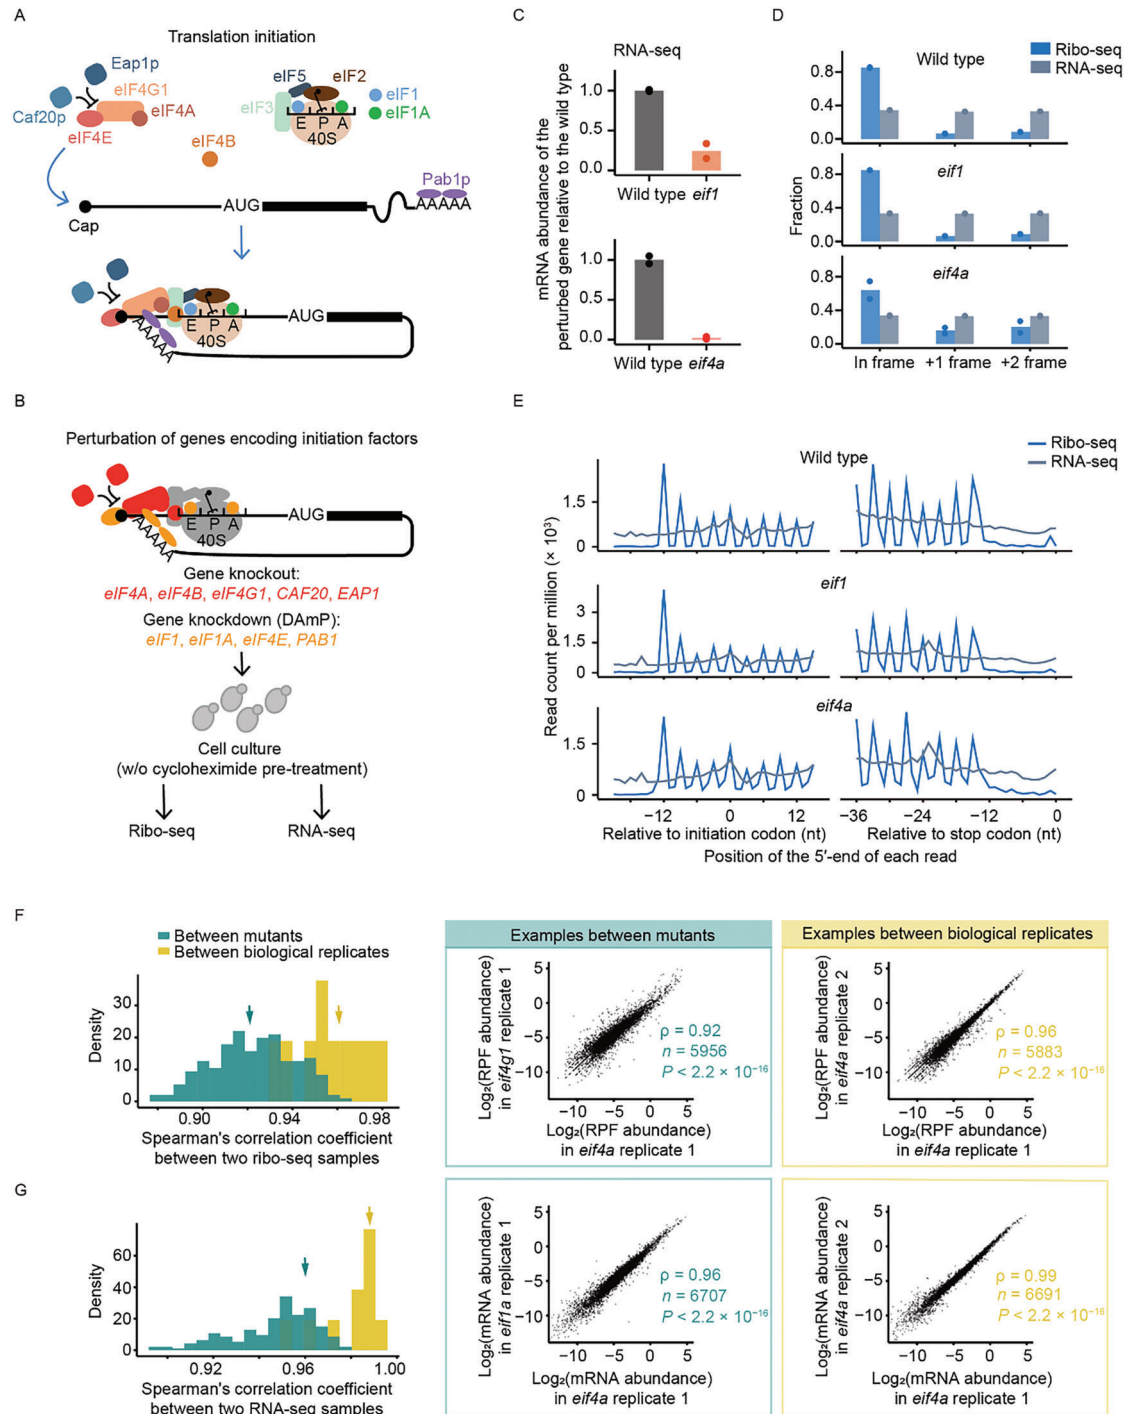 A
Translation initiation
Eap1p
eIF4G1
Caf20p
eIF4A
eIF4E
eIF4B
eIF5
eIF2
eIF3
eIF1
eIF1A
E P A
40S
Pab1p
AUG
AAAAA
Cap
E P A
40S
AUG
AAAAA
B
Perturbation of genes encoding initiation factors
E P A
40S
AUG
AAAAA
Gene knockout:
eIF4A, eIF4B, eIF4G1, CAF20, EAP1
Gene knockdown (DAmP):
eIF1, eIF1A, eIF4E, PAB1
Cell culture
(w/o cycloheximide pre-treatment)
Ribo-seq RNA-seq
C
RNA-seq
mRNA abundance of the
perturbed gene relative to the wild type
1.0
0.5
0.0
Wild type eif1
1.0
0.5
0.0
Wild type eif4a
D
Ribo-seq
RNA-seq
Wild type
0.8
0.4
0.0
eif1
0.8
0.4
0.0
eif4a
0.8
0.4
0.0
Fraction
In frame +1 frame +2 frame
E
Ribo-seq
RNA-seq
Wild type
1.5
0
eif1
3
1.5
0
eif4a
1.5
0
Read count per million (× 10³)
−12 0 12
Relative to initiation codon (nt)
−36 −24 −12 0
Relative to stop codon (nt)
Position of the 5′-end of each read
F
Between mutants
Between biological replicates
Density
30
20
10
0
0.90 0.94 0.98
Spearman's correlation coefficient
between two ribo-seq samples
Examples between mutants
Log₂(RPF abundance)
in eif4g1 replicate 1
5
0
−5
−10
ρ = 0.92
n = 5956
P < 2.2 × 10⁻¹⁶
−10 −5 0 5
Log₂(RPF abundance)
in eif4a replicate 1
Examples between biological replicates
Log₂(RPF abundance)
in eif4a replicate 2
5
0
−5
−10
ρ = 0.96
n = 5883
P < 2.2 × 10⁻¹⁶
−10 −5 0 5
Log₂(RPF abundance)
in eif4a replicate 1
G
Density
60
40
20
0
0.92 0.96 1.00
Spearman's correlation coefficient
between two RNA-seq samples
Log₂(mRNA abundance)
in eif1a replicate 1
5
0
−5
−10
ρ = 0.96
n = 6707
P < 2.2 × 10⁻¹⁶
−10 −5 0 5
Log₂(mRNA abundance)
in eif4a replicate 1
Log₂(mRNA abundance)
in eif4a replicate 2
5
0
−5
−10
ρ = 0.99
n = 6691
P < 2.2 × 10⁻¹⁶
−10 −5 0 5
Log₂(mRNA abundance)
in eif4a replicate 1